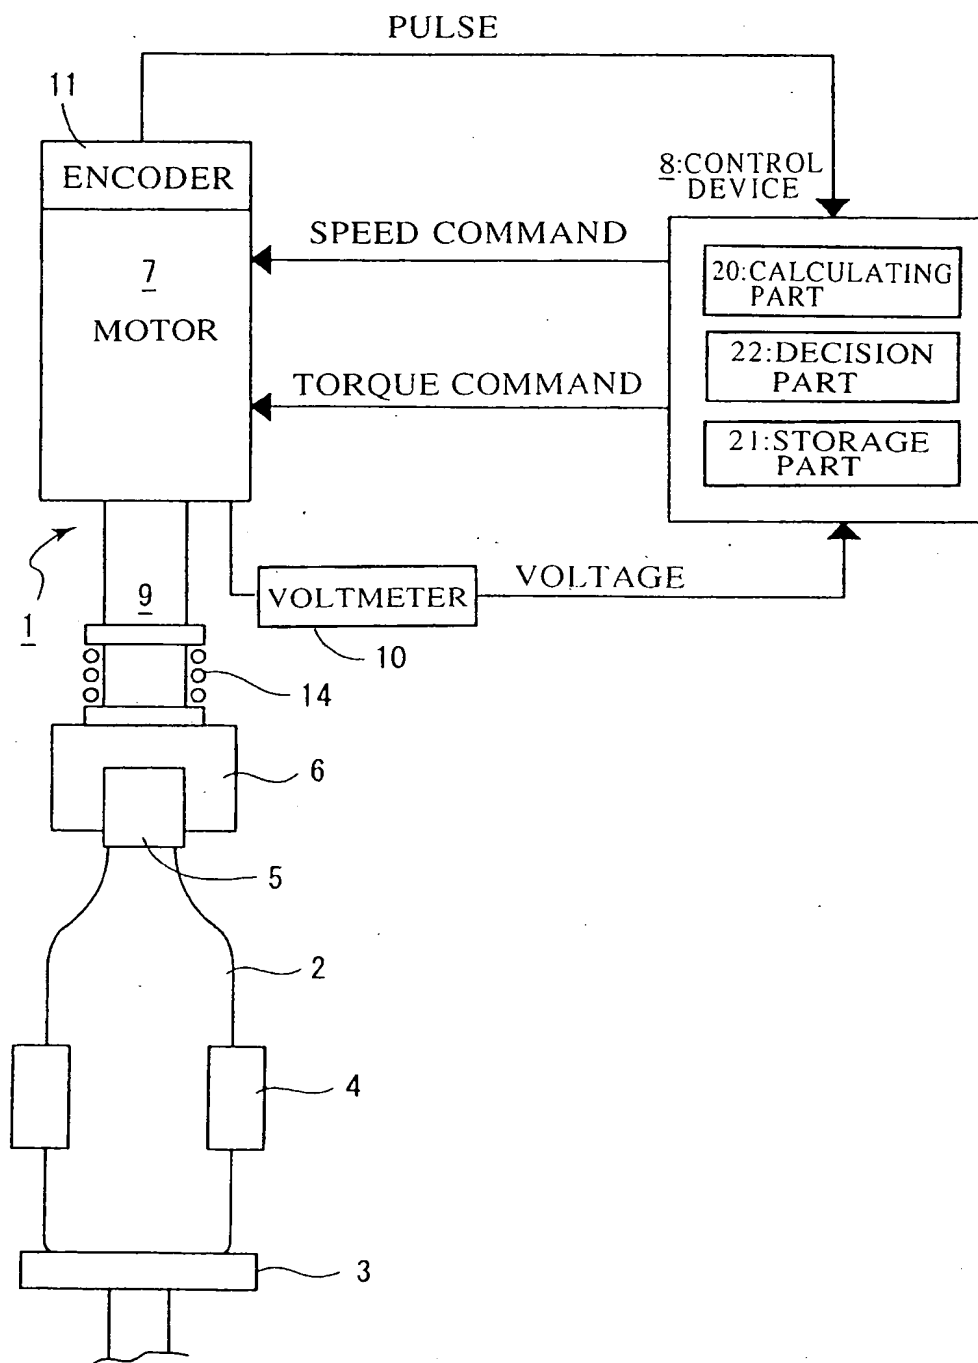 PULSE
11
ENCODER
8:CONTROL
DEVICE
SPEED COMMAND
7
MOTOR
20:CALCULATING
PART
22:DECISION
PART
TORQUE COMMAND
21:STORAGE
PART
1
9
VOLTMETER
VOLTAGE
10
14
6
5
2
4
3